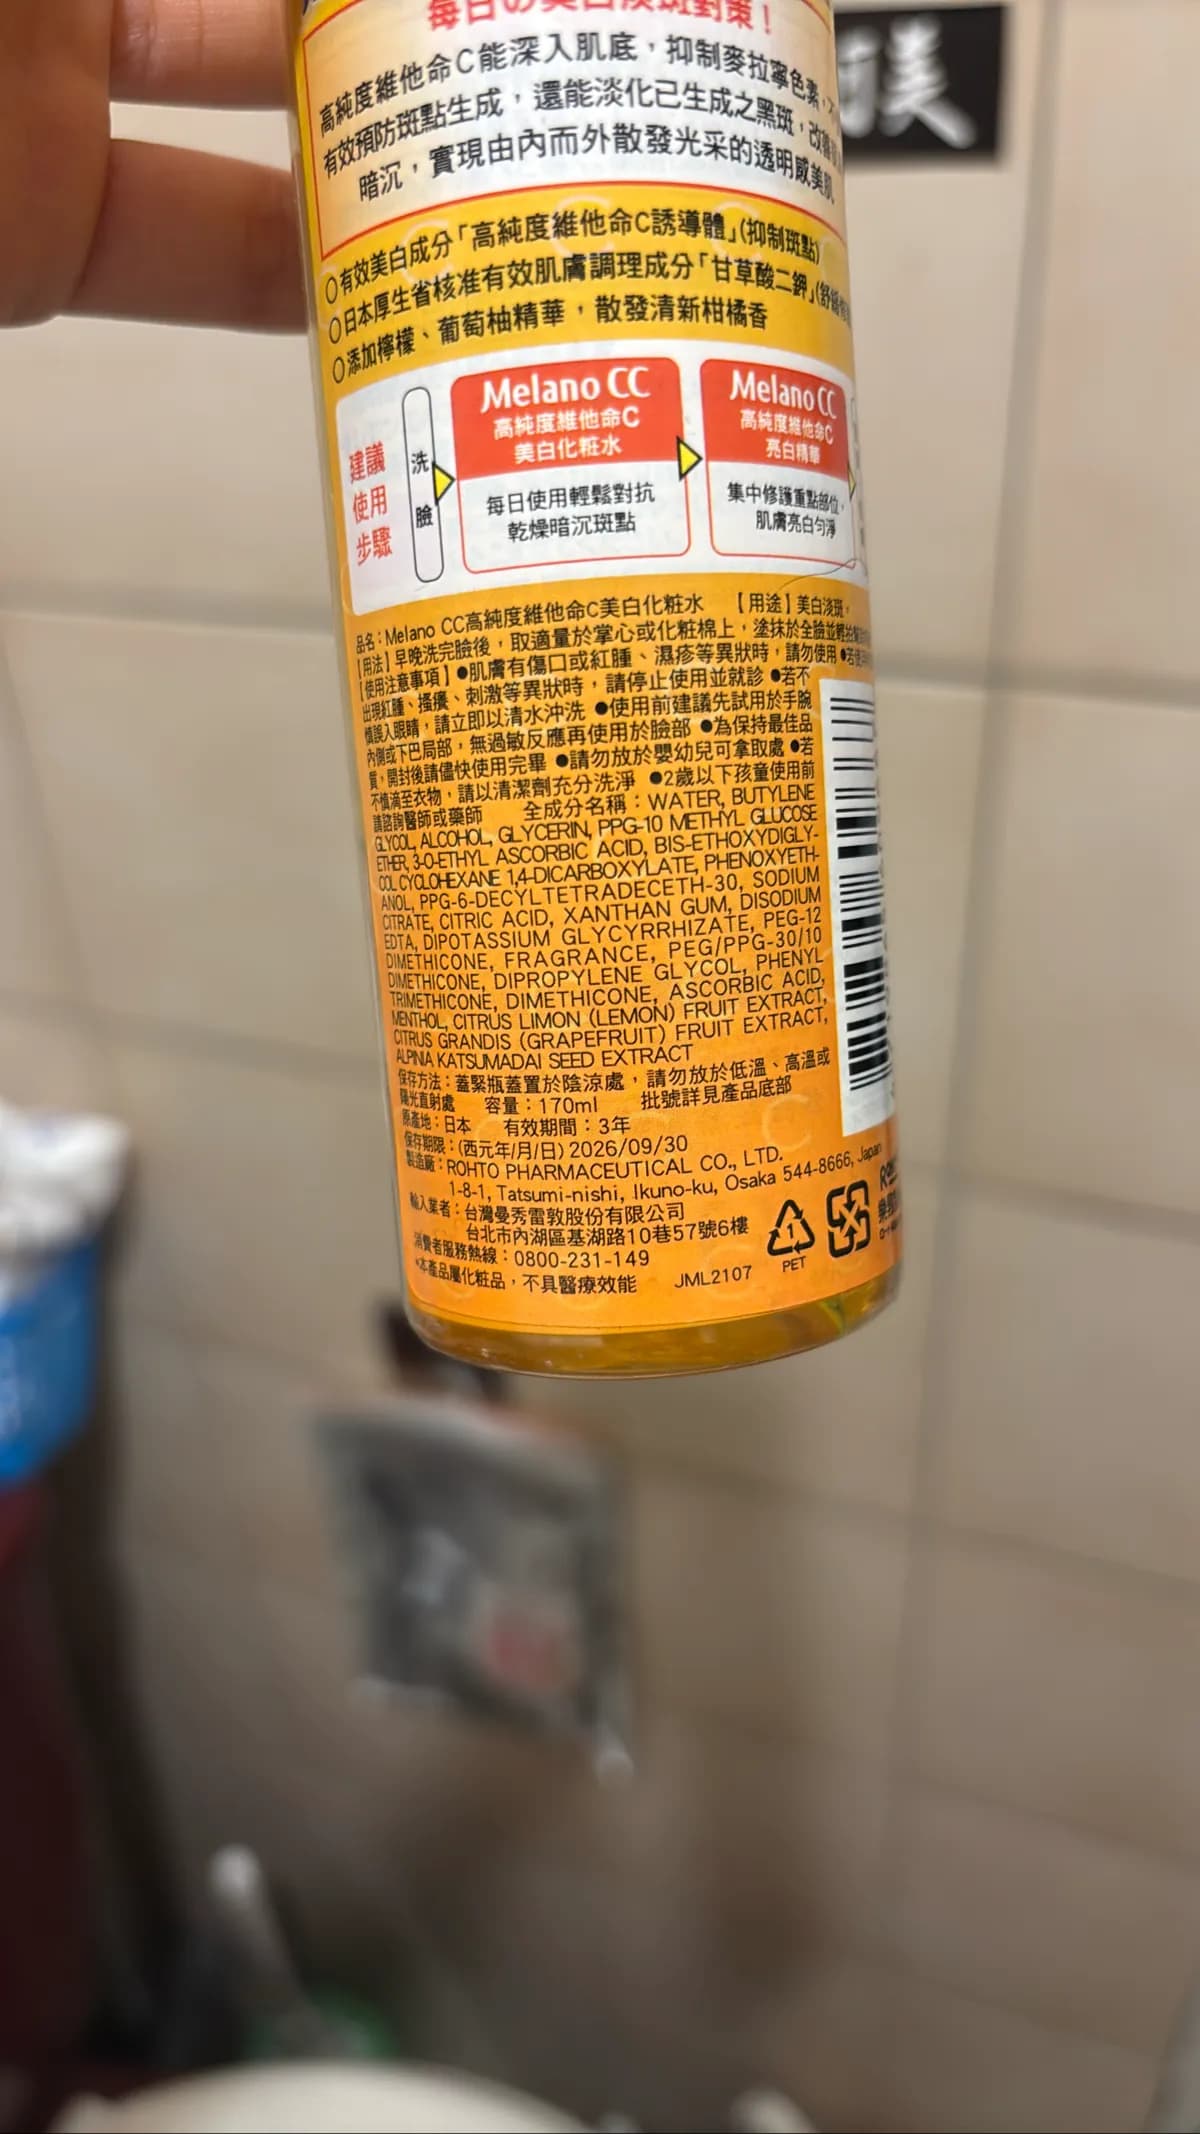 每日の美白淡斑對策！
高純度維他命C能深入肌底，抑制麥拉寧色素，
有效預防斑點生成，還能淡化已生成之黑斑，改善
暗沉，實現由內而外散發光采的透明感美肌
○有效美白成分「高純度維他命C誘導體」(抑制斑點)
○日本厚生省核准有效肌膚調理成分「甘草酸二鉀」(舒緩
○添加檸檬、葡萄柚精華，散發清新柑橘香
建議
使用
步驟
洗
臉
Melano CC
高純度維他命C
美白化粧水
每日使用輕鬆對抗
乾燥暗沉斑點
Melano CC
高純度維他命C
亮白精華
集中修護重點部位，
肌膚亮白勻淨
品名：Melano CC高純度維他命C美白化粧水 【用途】美白淡斑，
【用法】早晚洗完臉後，取適量於掌心或化粧棉上，塗抹於全臉並輕拍
【使用注意事項】●肌膚有傷口或紅腫、濕疹等異狀時，請勿使用 ●若使用
出現紅腫、搔癢、刺激等異狀時，請停止使用並就診 ●若不
慎誤入眼睛，請立即以清水沖洗 ●使用前建議先試用於手腕
內側或下巴局部，無過敏反應再使用於臉部 ●為保持最佳品
質，開封後請儘快使用完畢 ●請勿放於嬰幼兒可拿取處 ●若
不慎滴至衣物，請以清潔劑充分洗淨 ●2歲以下孩童使用前
請諮詢醫師或藥師 全成分名稱：WATER, BUTYLENE
GLYCOL, ALCOHOL, GLYCERIN, PPG-10 METHYL GLUCOSE
ETHER, 3-O-ETHYL ASCORBIC ACID, BIS-ETHOXYDIGLY-
COL CYCLOHEXANE 1,4-DICARBOXYLATE, PHENOXYETH-
ANOL, PPG-6-DECYLTETRADECETH-30, SODIUM
CITRATE, CITRIC ACID, XANTHAN GUM, DISODIUM
EDTA, DIPOTASSIUM GLYCYRRHIZATE, PEG-12
DIMETHICONE, FRAGRANCE, PEG/PPG-30/10
DIMETHICONE, DIPROPYLENE GLYCOL, PHENYL
TRIMETHICONE, DIMETHICONE, ASCORBIC ACID,
MENTHOL, CITRUS LIMON (LEMON) FRUIT EXTRACT,
CITRUS GRANDIS (GRAPEFRUIT) FRUIT EXTRACT,
ALPINIA KATSUMADAI SEED EXTRACT
保存方法：蓋緊瓶蓋置於陰涼處，請勿放於低溫、高溫或
陽光直射處 容量：170ml 批號詳見產品底部
原產地：日本 有效期間：3年
保存期限：(西元年/月/日) 2026/09/30
製造廠：ROHTO PHARMACEUTICAL CO., LTD.
1-8-1, Tatsumi-nishi, Ikuno-ku, Osaka 544-8666, Japan
輸入業者：台灣曼秀雷敦股份有限公司
台北市內湖區基湖路10巷57號6樓
消費者服務熱線：0800-231-149
*本產品屬化粧品，不具醫療效能 JML2107
1
PET
美